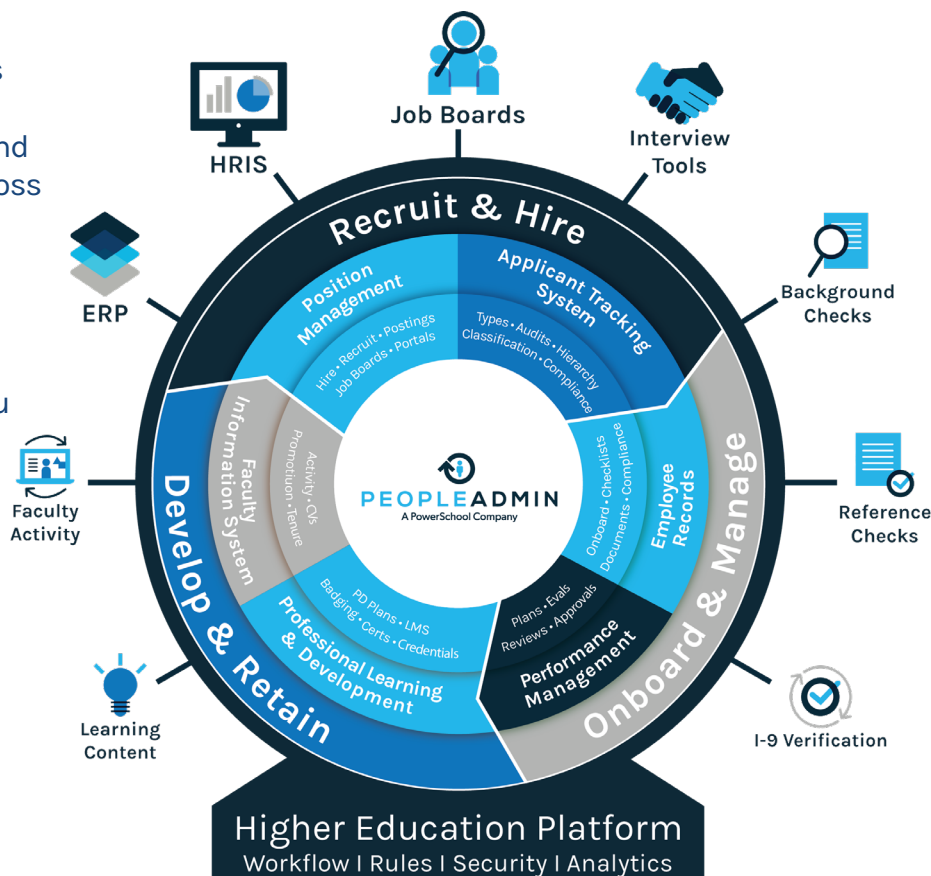 s
nd
oss
u
Job Boards
HRIS
Interview
Tools
ERP
Background
Checks
Faculty
Activity
Reference
Checks
Learning
Content
I-9 Verification
Recruit & Hire
Position
Management
Hire • Recruit • Postings
Job Boards • Portals
Applicant Tracking
System
Types • Audits • Hierarchy
Classification • Compliance
Onboard & Manage
Employee
Records
Onboard • Checklists
Documents • Compliance
Plans • Evals
Reviews • Approvals
Performance
Management
Develop & Retain
PD Plans • LMS
Badging • Certs • Credentials
Professional Learning
& Development
Faculty
Information System
Activity • CVs
Promotiuon • Tenure
PEOPLEADMIN
A PowerSchool Company
Higher Education Platform
Workflow I Rules I Security I Analytics